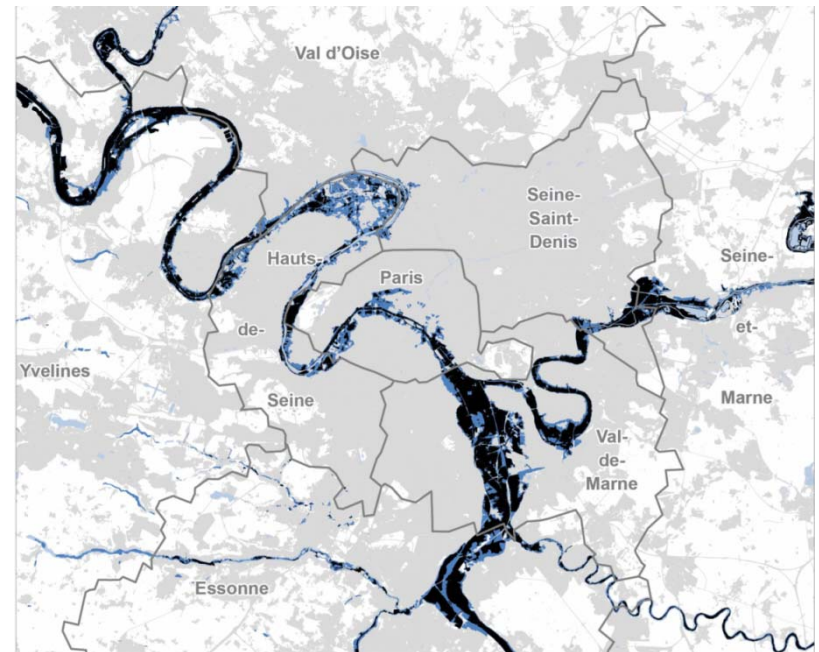 Val d'Oise
Seine-
Saint-
Denis
Hauts-
Paris
Seine-
de-
et-
Yvelines
Seine
Marne
Val-
de-
Marne
Essonne